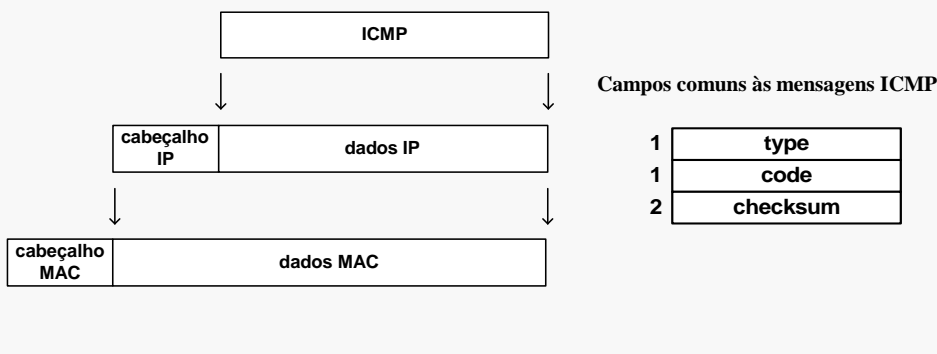 ICMP
Campos comuns às mensagens ICMP
cabeçalho
IP
dados IP
1 type
1 code
2 checksum
cabeçalho
MAC
dados MAC